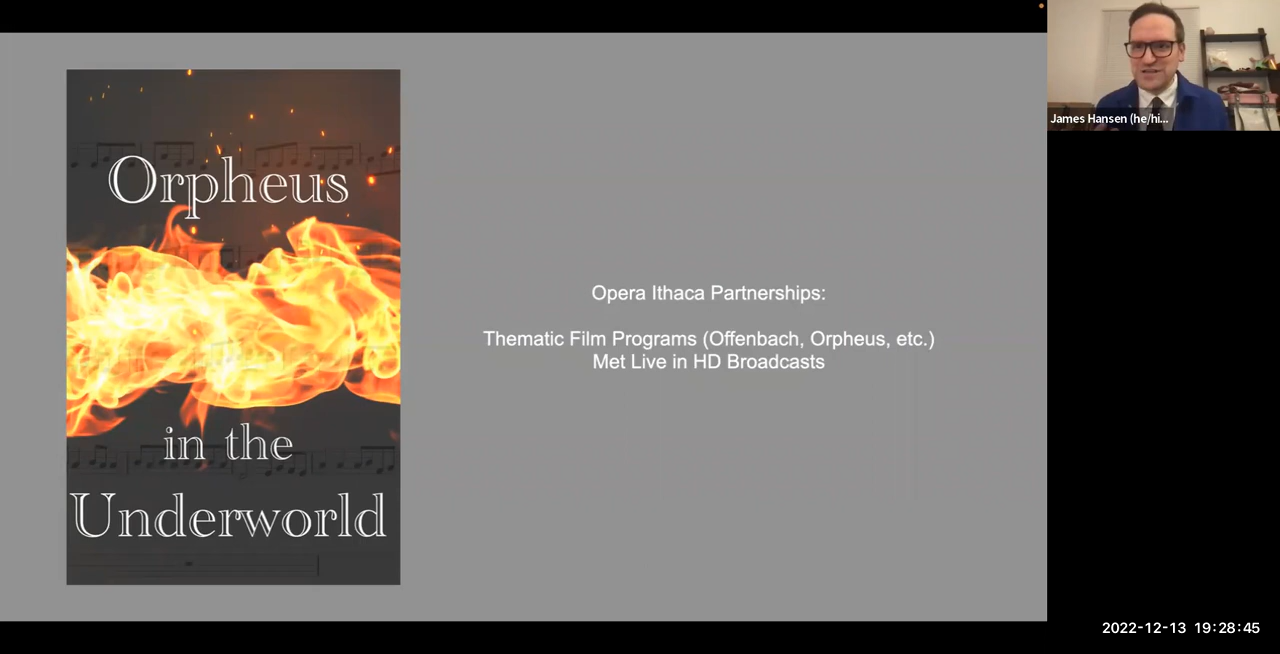 Orpheus
in the
Underworld
Opera Ithaca Partnerships:
Thematic Film Programs (Offenbach, Orpheus, etc.)
Met Live in HD Broadcasts
James Hansen (he/hi...
2022-12-13 19:28:45